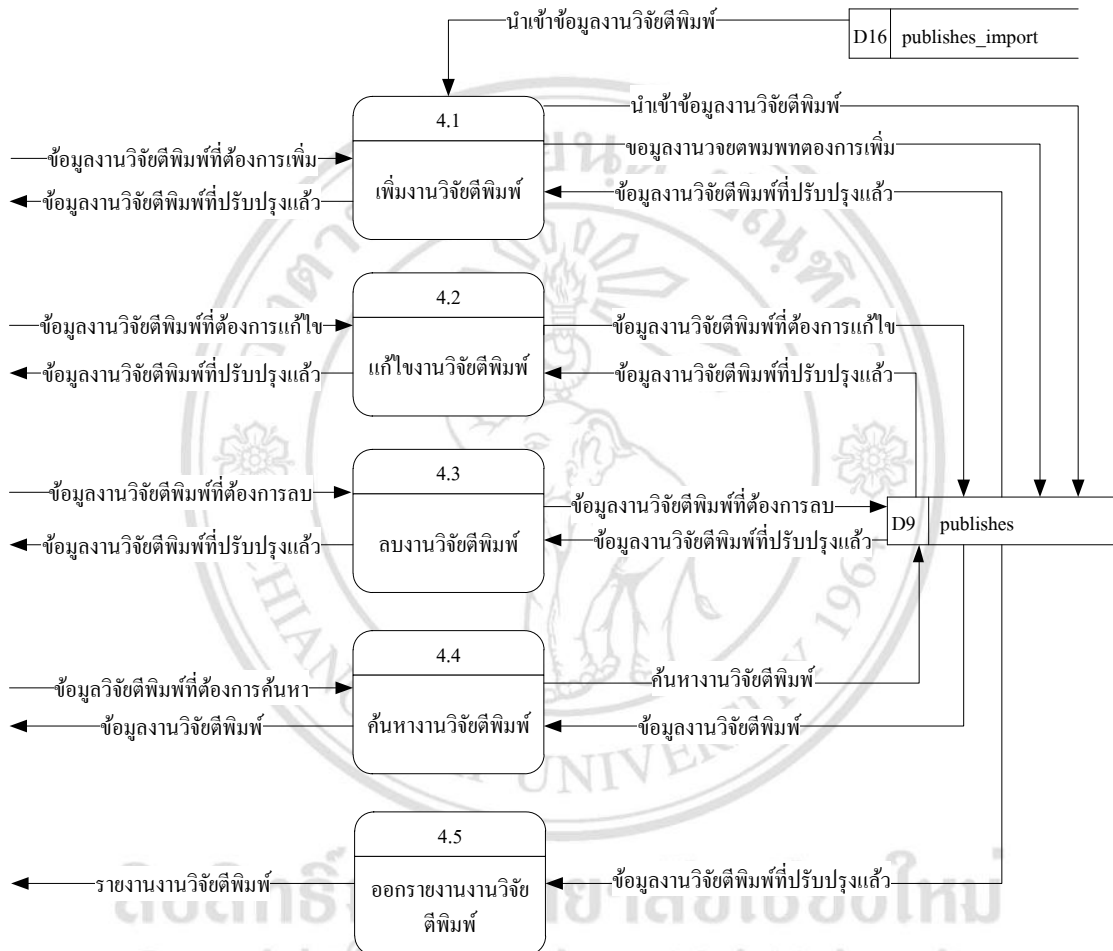 นำเข้าข้อมูลงานวิจัยตีพิมพ์
D16 publishes_import
4.1
เพิ่มงานวิจัยตีพิมพ์
ข้อมูลงานวิจัยตีพิมพ์ที่ต้องการเพิ่ม
ข้อมูลงานวิจัยตีพิมพ์ที่ปรับปรุงแล้ว
นำเข้าข้อมูลงานวิจัยตีพิมพ์
ขอมูลงานวจยตพมพทตองการเพิ่ม
ข้อมูลงานวิจัยตีพิมพ์ที่ปรับปรุงแล้ว
4.2
แก้ไขงานวิจัยตีพิมพ์
ข้อมูลงานวิจัยตีพิมพ์ที่ต้องการแก้ไข
ข้อมูลงานวิจัยตีพิมพ์ที่ปรับปรุงแล้ว
ข้อมูลงานวิจัยตีพิมพ์ที่ต้องการแก้ไข
ข้อมูลงานวิจัยตีพิมพ์ที่ปรับปรุงแล้ว
4.3
ลบงานวิจัยตีพิมพ์
ข้อมูลงานวิจัยตีพิมพ์ที่ต้องการลบ
ข้อมูลงานวิจัยตีพิมพ์ที่ปรับปรุงแล้ว
ข้อมูลงานวิจัยตีพิมพ์ที่ต้องการลบ
ข้อมูลงานวิจัยตีพิมพ์ที่ปรับปรุงแล้ว
D9 publishes
4.4
ค้นหางานวิจัยตีพิมพ์
ข้อมูลวิจัยตีพิมพ์ที่ต้องการค้นหา
ข้อมูลงานวิจัยตีพิมพ์
ค้นหางานวิจัยตีพิมพ์
ข้อมูลงานวิจัยตีพิมพ์
4.5
ออกรายงานงานวิจัย
ตีพิมพ์
รายงานงานวิจัยตีพิมพ์
ข้อมูลงานวิจัยตีพิมพ์ที่ปรับปรุงแล้ว
UNIVERSITY 196